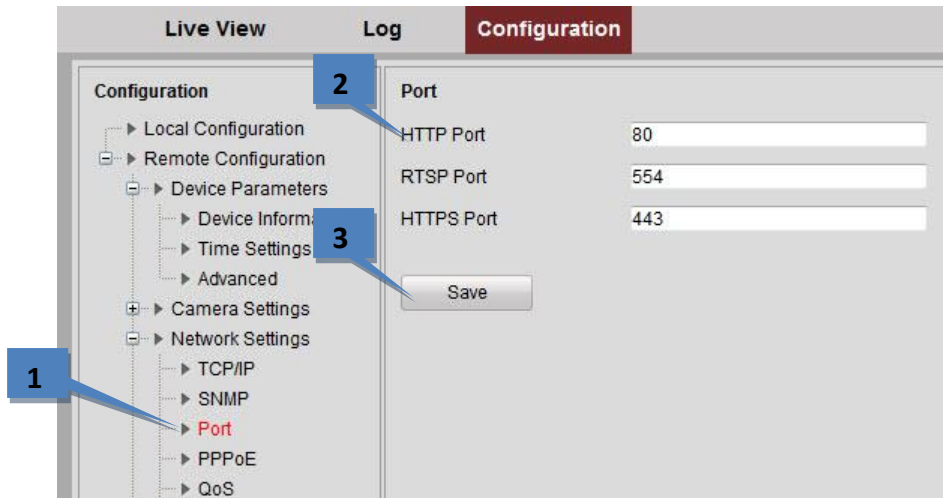 Live View Log Configuration
Configuration
Local Configuration
Remote Configuration
Device Parameters
Device Informa
Time Settings
Advanced
Camera Settings
Network Settings
TCP/IP
SNMP
Port
PPPoE
QoS
1
2
3
Port
HTTP Port 80
RTSP Port 554
HTTPS Port 443
Save